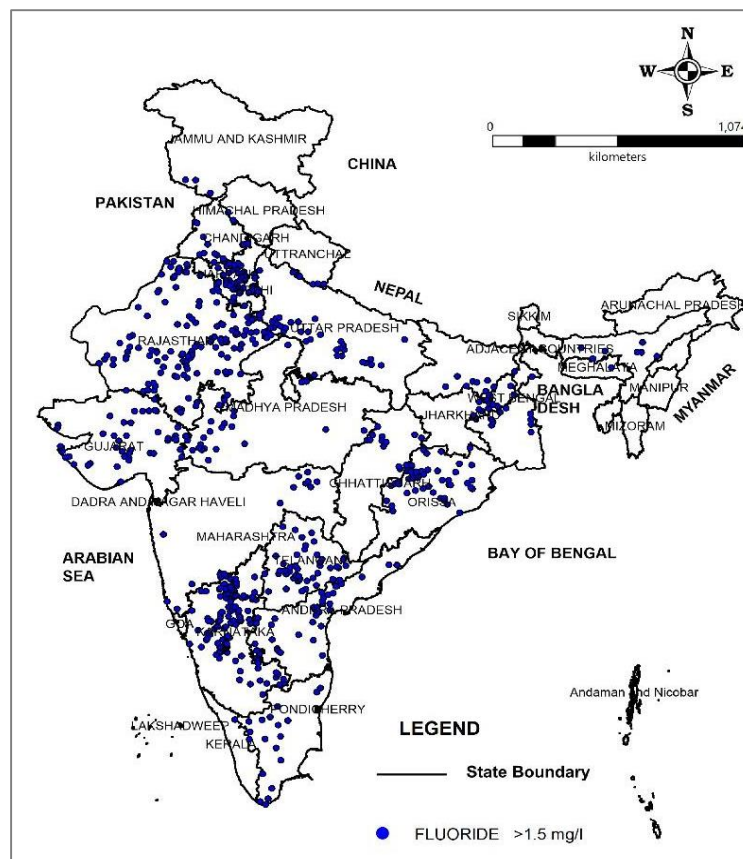 N
W E
S
0 1,074
kilometers
JAMMU AND KASHMIR
CHINA
PAKISTAN
HIMACHAL PRADESH
CHANDIGARH
UTTRANCHAL
NEPAL
SIKKIM
ARUNACHAL PRADESH
RAJASTHAN
UTTAR PRADESH
ADJACENT COUNTRIES
MEGHALAYA
MANIPUR
MYANMAR
MIZORAM
BANGLA
DESH
WEST BENGAL
JHARKHAND
MADHYA PRADESH
GUJARAT
CHHATTISGARH
ORISSA
DADRA AND NAGAR HAVELI
MAHARASHTRA
TELANGANA
ARABIAN
SEA
BAY OF BENGAL
ANDHRA PRADESH
GOA
KARNATAKA
Andaman and Nicobar
PONDICHERRY
LAKSHADWEEP
KERALA
LEGEND
State Boundary
FLUORIDE >1.5 mg/l